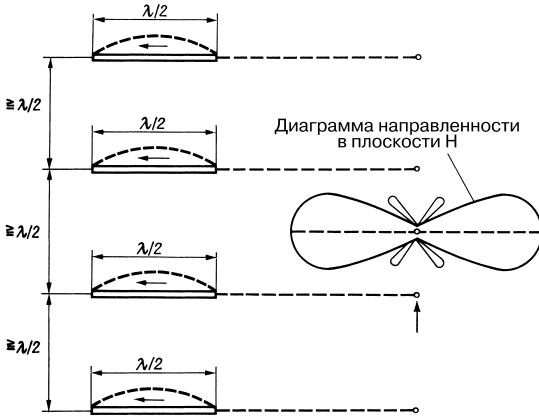 λ/2
≅ λ/2
λ/2
Диаграмма направленности
в плоскости H
≅ λ/2
λ/2
≅ λ/2
λ/2